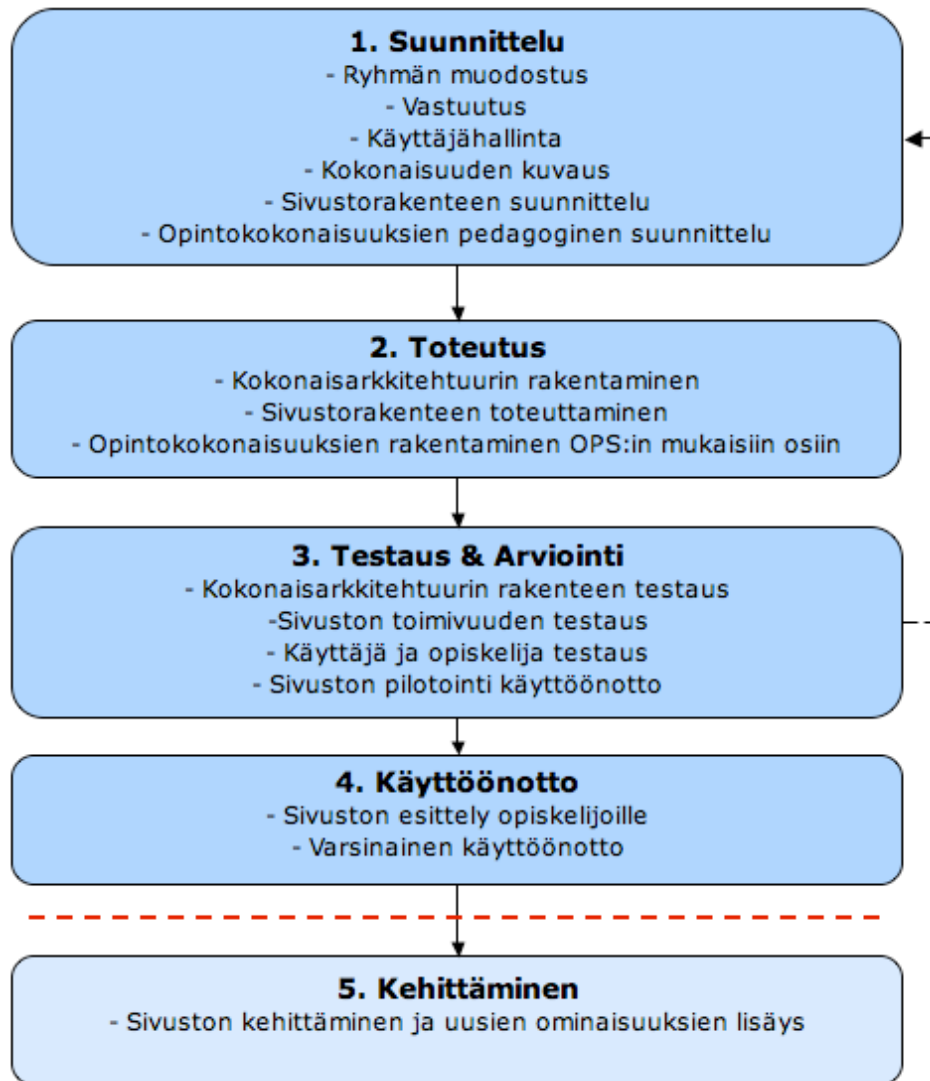 1. Suunnittelu
- Ryhmän muodostus
- Vastuutus
- Käyttäjähallinta
- Kokonaisuuden kuvaus
- Sivustorakenteen suunnittelu
- Opintokokonaisuuksien pedagoginen suunnittelu
2. Toteutus
- Kokonaisarkkitehtuurin rakentaminen
- Sivustorakenteen toteuttaminen
- Opintokokonaisuuksien rakentaminen OPS:in mukaisiin osiin
3. Testaus & Arviointi
- Kokonaisarkkitehtuurin rakenteen testaus
-Sivuston toimivuuden testaus
- Käyttäjä ja opiskelija testaus
- Sivuston pilotointi käyttöönotto
4. Käyttöönotto
- Sivuston esittely opiskelijoille
- Varsinainen käyttöönotto
5. Kehittäminen
- Sivuston kehittäminen ja uusien ominaisuuksien lisäys